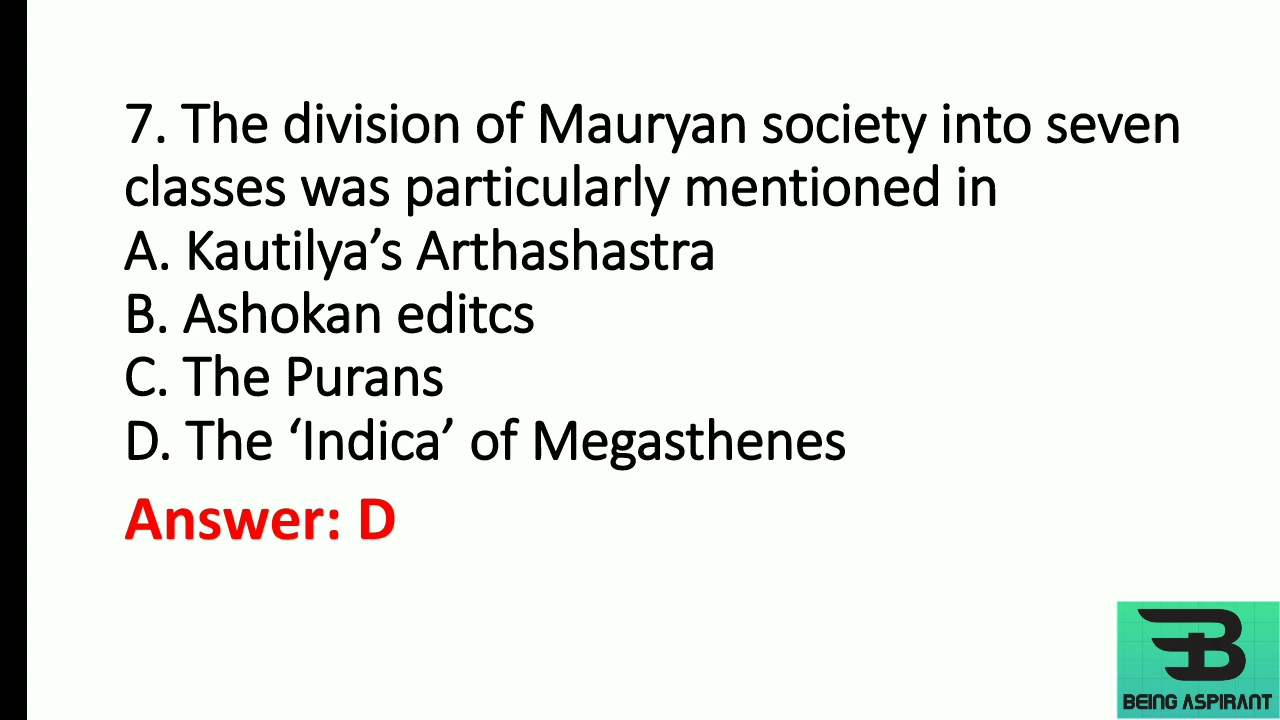 7. The division of Mauryan society into seven
classes was particularly mentioned in
A. Kautilya’s Arthashastra
B. Ashokan editcs
C. The Purans
D. The ‘Indica’ of Megasthenes
Answer: D
BEING ASPIRANT